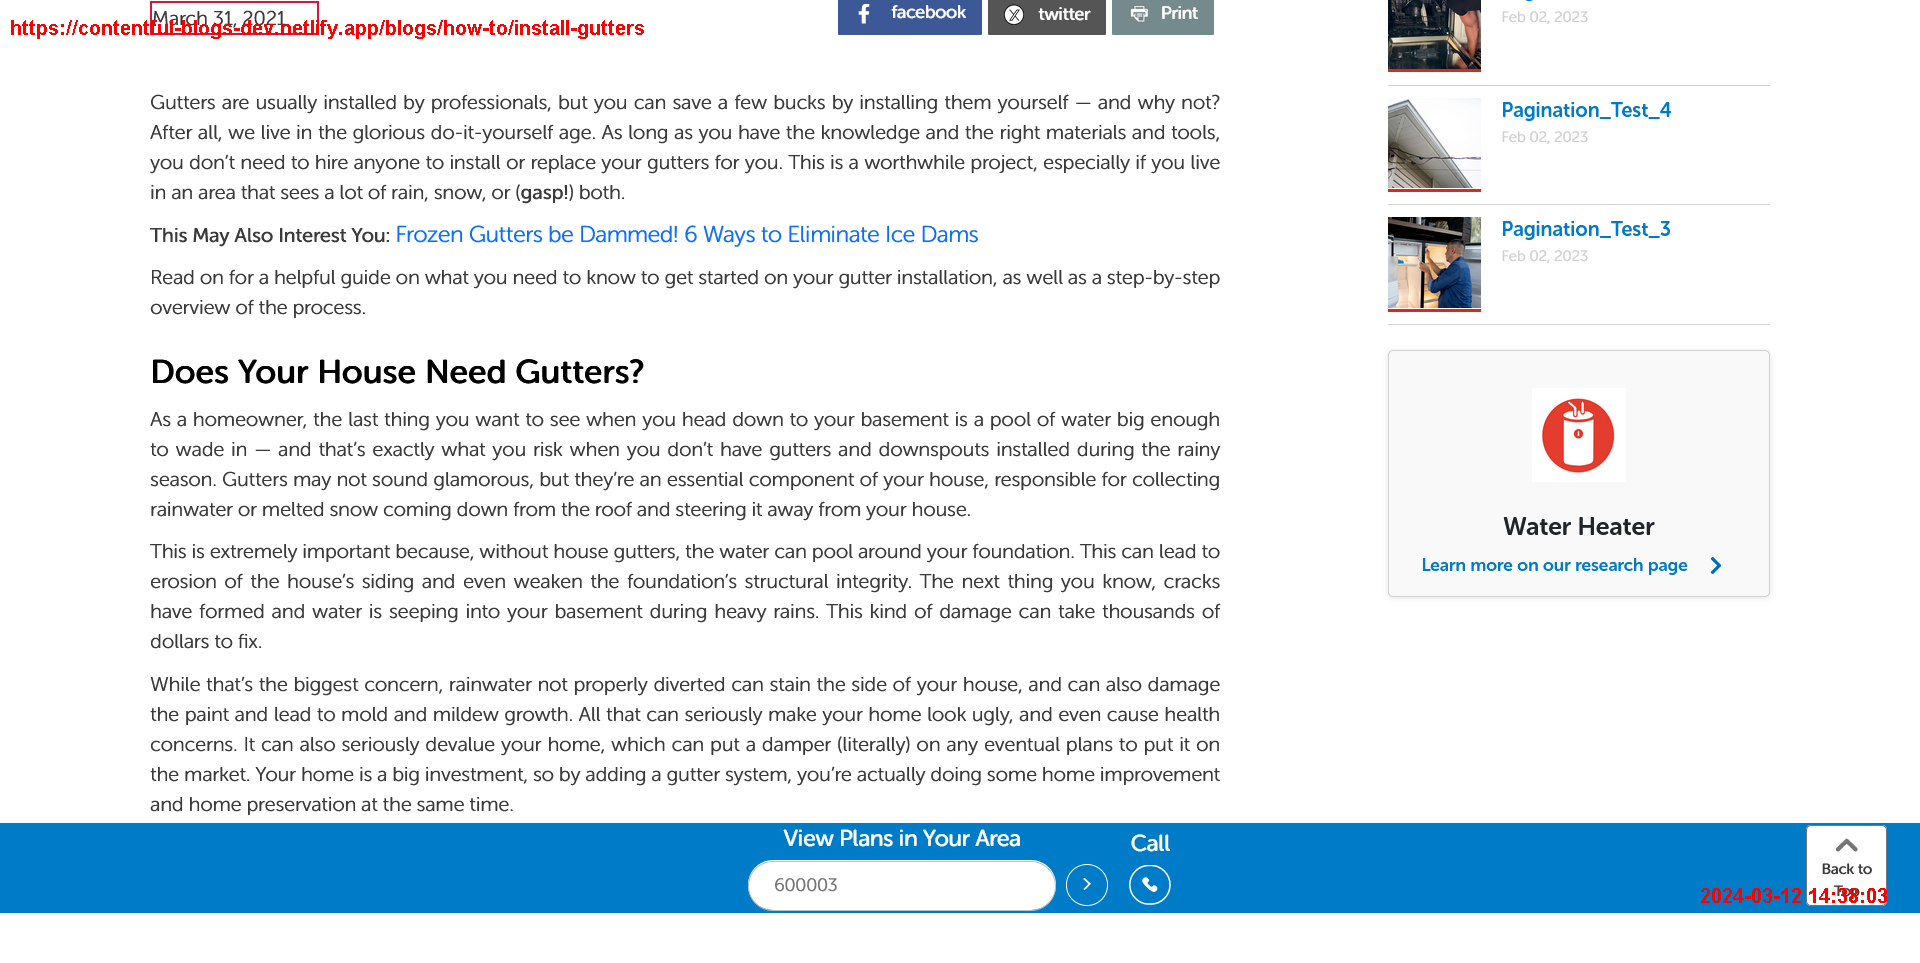 March 31, 2021
https://contentful-blogs-dev.netlify.app/blogs/how-to/install-gutters
facebook
twitter
Print
Gutters are usually installed by professionals, but you can save a few bucks by installing them yourself — and why not?
After all, we live in the glorious do-it-yourself age. As long as you have the knowledge and the right materials and tools,
you don’t need to hire anyone to install or replace your gutters for you. This is a worthwhile project, especially if you live
in an area that sees a lot of rain, snow, or (gasp!) both.
This May Also Interest You: Frozen Gutters be Dammed! 6 Ways to Eliminate Ice Dams
Read on for a helpful guide on what you need to know to get started on your gutter installation, as well as a step-by-step
overview of the process.
Does Your House Need Gutters?
As a homeowner, the last thing you want to see when you head down to your basement is a pool of water big enough
to wade in — and that’s exactly what you risk when you don’t have gutters and downspouts installed during the rainy
season. Gutters may not sound glamorous, but they’re an essential component of your house, responsible for collecting
rainwater or melted snow coming down from the roof and steering it away from your house.
This is extremely important because, without house gutters, the water can pool around your foundation. This can lead to
erosion of the house’s siding and even weaken the foundation’s structural integrity. The next thing you know, cracks
have formed and water is seeping into your basement during heavy rains. This kind of damage can take thousands of
dollars to fix.
While that’s the biggest concern, rainwater not properly diverted can stain the side of your house, and can also damage
the paint and lead to mold and mildew growth. All that can seriously make your home look ugly, and even cause health
concerns. It can also seriously devalue your home, which can put a damper (literally) on any eventual plans to put it on
the market. Your home is a big investment, so by adding a gutter system, you’re actually doing some home improvement
and home preservation at the same time.
Feb 02, 2023
Pagination_Test_4
Feb 02, 2023
Pagination_Test_3
Feb 02, 2023
Water Heater
Learn more on our research page
View Plans in Your Area
600003
Call
Back to
Top
2024-03-12 14:38:03